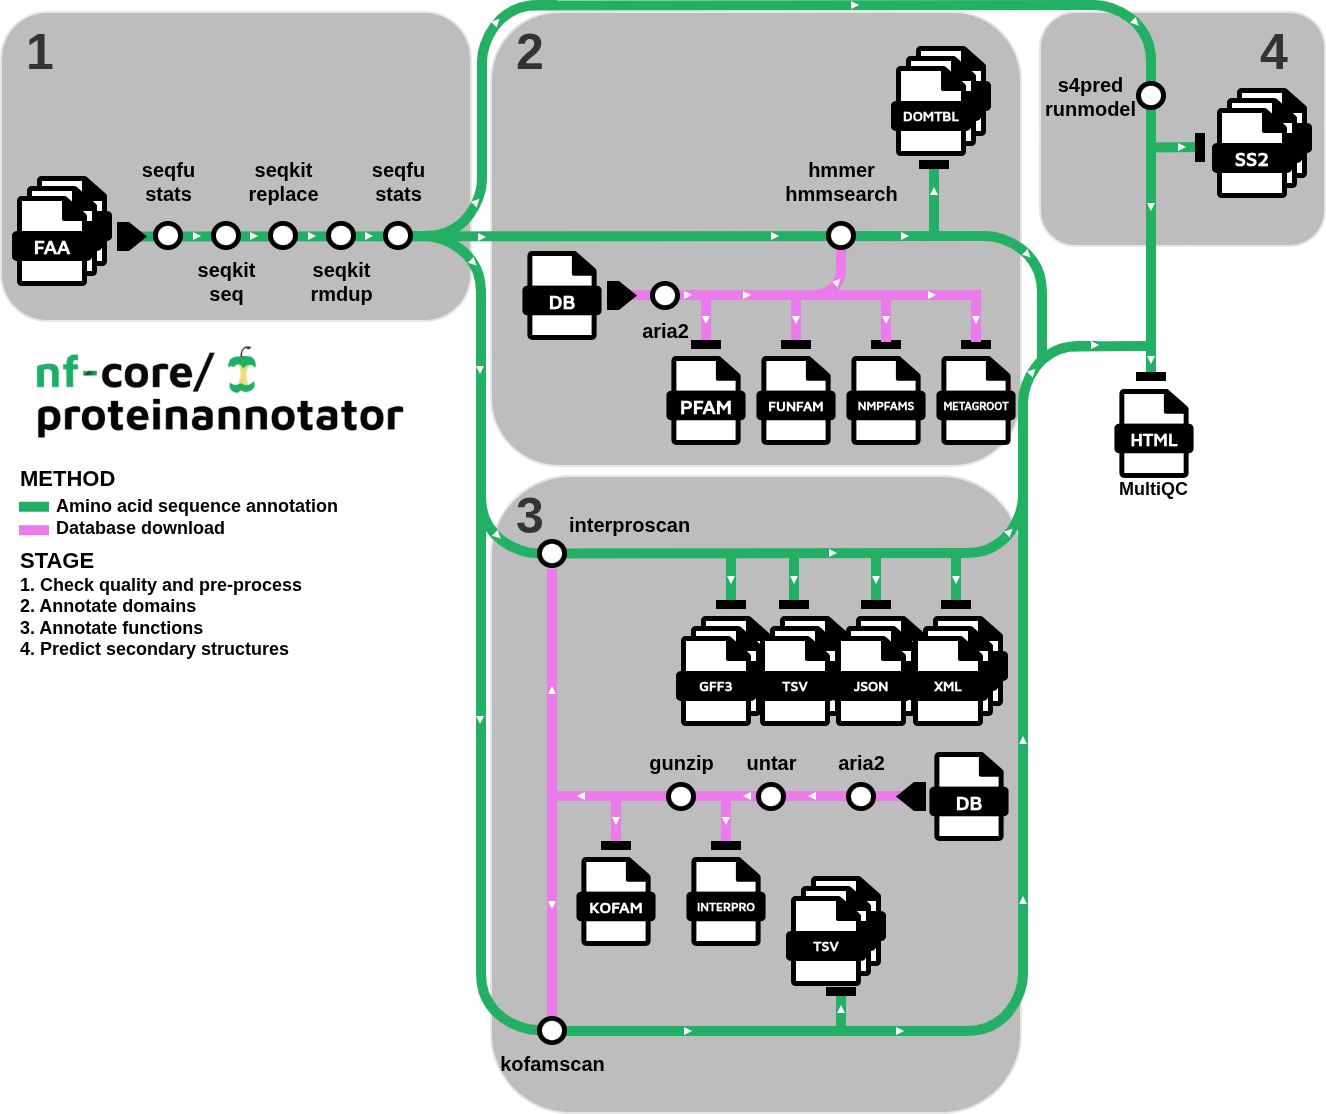 1
seqfu
stats
seqkit
replace
seqfu
stats
FAA
seqkit
seq
seqkit
rmdup
nf-core/
proteinannotator
METHOD
Amino acid sequence annotation
Database download
STAGE
1. Check quality and pre-process
2. Annotate domains
3. Annotate functions
4. Predict secondary structures
2
DOMTBL
hmmer
hmmsearch
DB
aria2
PFAM
FUNFAM
NMPFAMS
METAGROOT
3
interproscan
GFF3
TSV
JSON
XML
gunzip
untar
aria2
DB
KOFAM
INTERPRO
TSV
kofamscan
4
s4pred
runmodel
SS2
HTML
MultiQC